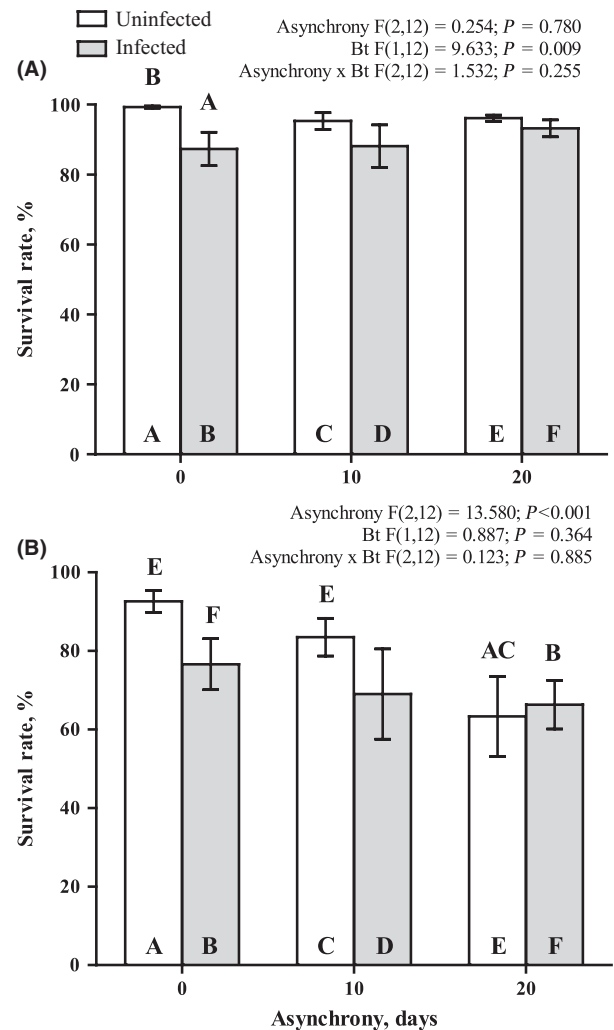 Uninfected
Infected
Asynchrony F(2,12) = 0.254; P = 0.780
Bt F(1,12) = 9.633; P = 0.009
Asynchrony x Bt F(2,12) = 1.532; P = 0.255
(A)
B
A
100
80
60
40
20
0
Survival rate, %
A B C D E F
0 10 20
Asynchrony F(2,12) = 13.580; P<0.001
Bt F(1,12) = 0.887; P = 0.364
Asynchrony x Bt F(2,12) = 0.123; P = 0.885
(B)
E
F
E
AC
B
100
80
60
40
20
0
Survival rate, %
A B C D E F
0 10 20
Asynchrony, days